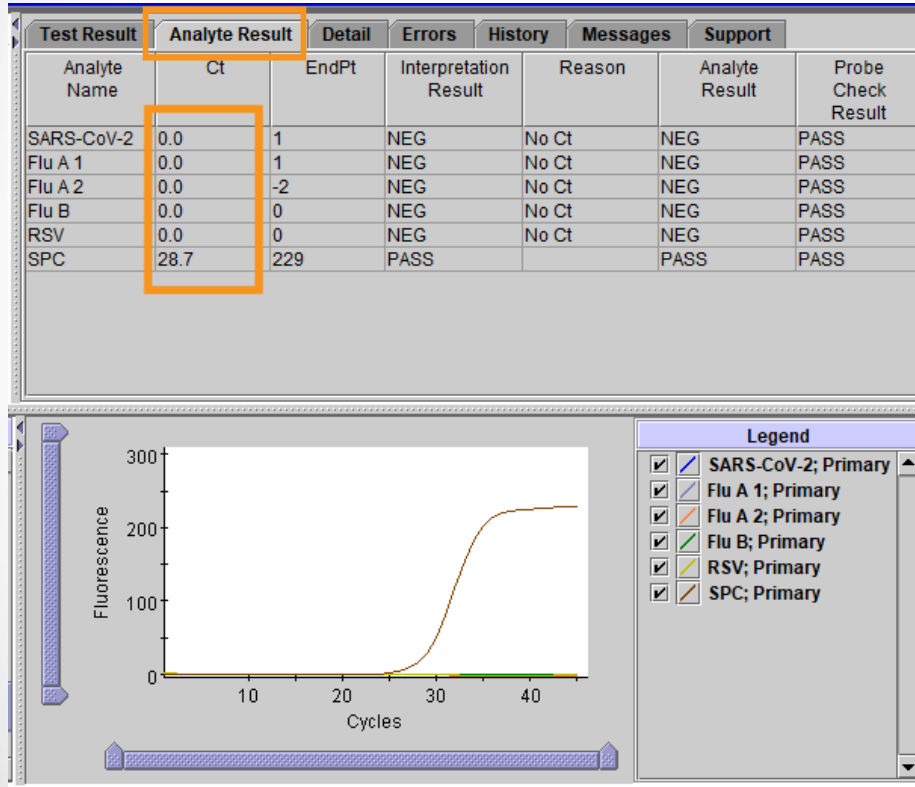 Test Result Analyte Result Detail Errors History Messages Support
Analyte Name Ct EndPt Interpretation Result Reason Analyte Result Probe Check Result
SARS-CoV-2 0.0 1 NEG No Ct NEG PASS
Flu A 1 0.0 1 NEG No Ct NEG PASS
Flu A 2 0.0 -2 NEG No Ct NEG PASS
Flu B 0.0 0 NEG No Ct NEG PASS
RSV 0.0 0 NEG No Ct NEG PASS
SPC 28.7 229 PASS PASS PASS
300
200
100
0
Fluorescence
10 20 30 40
Cycles
Legend
SARS-CoV-2; Primary
Flu A 1; Primary
Flu A 2; Primary
Flu B; Primary
RSV; Primary
SPC; Primary